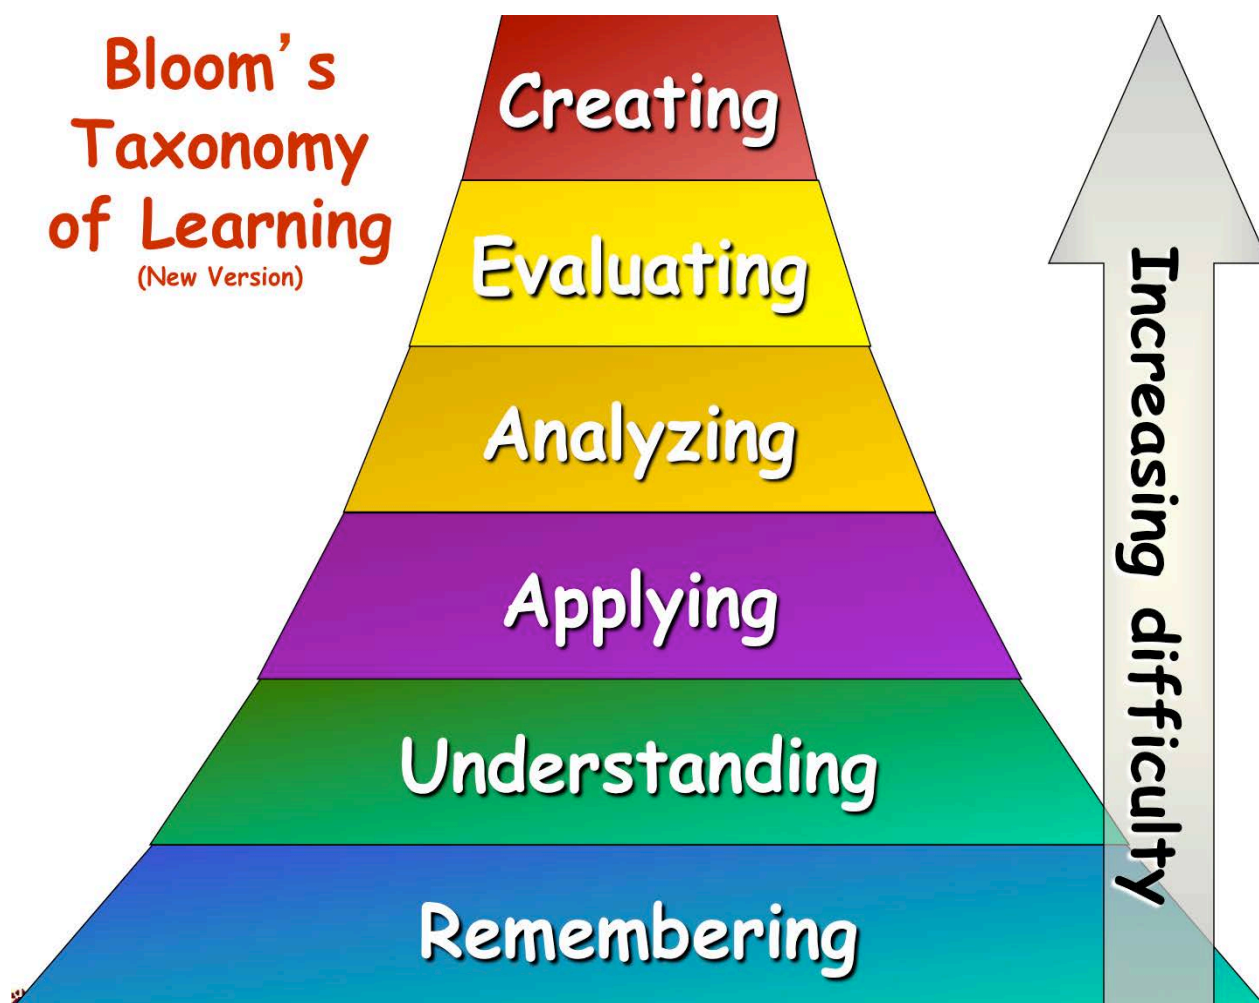 Bloom's
Taxonomy
of Learning
(New Version)
Creating
Evaluating
Analyzing
Applying
Understanding
Remembering
Increasing difficulty